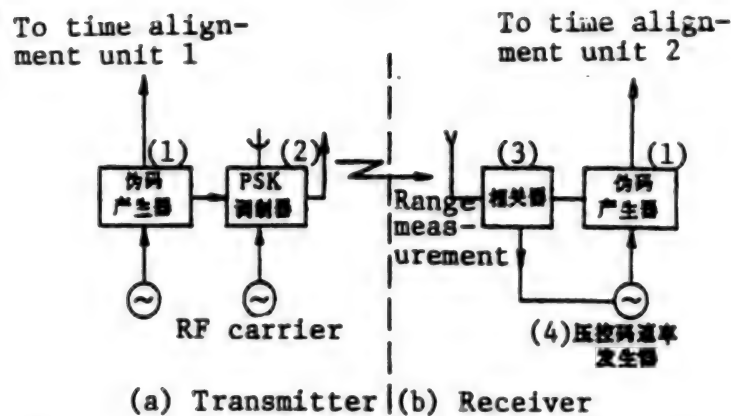 To time align-
ment unit 1
To time align-
ment unit 2
(1)
伪码
产生器
(2)
PSK
调制器
Range
meas-
urement
(3)
相关器
(1)
伪码
产生器
RF carrier
(4)压控码速率
发生器
(a) Transmitter
(b) Receiver